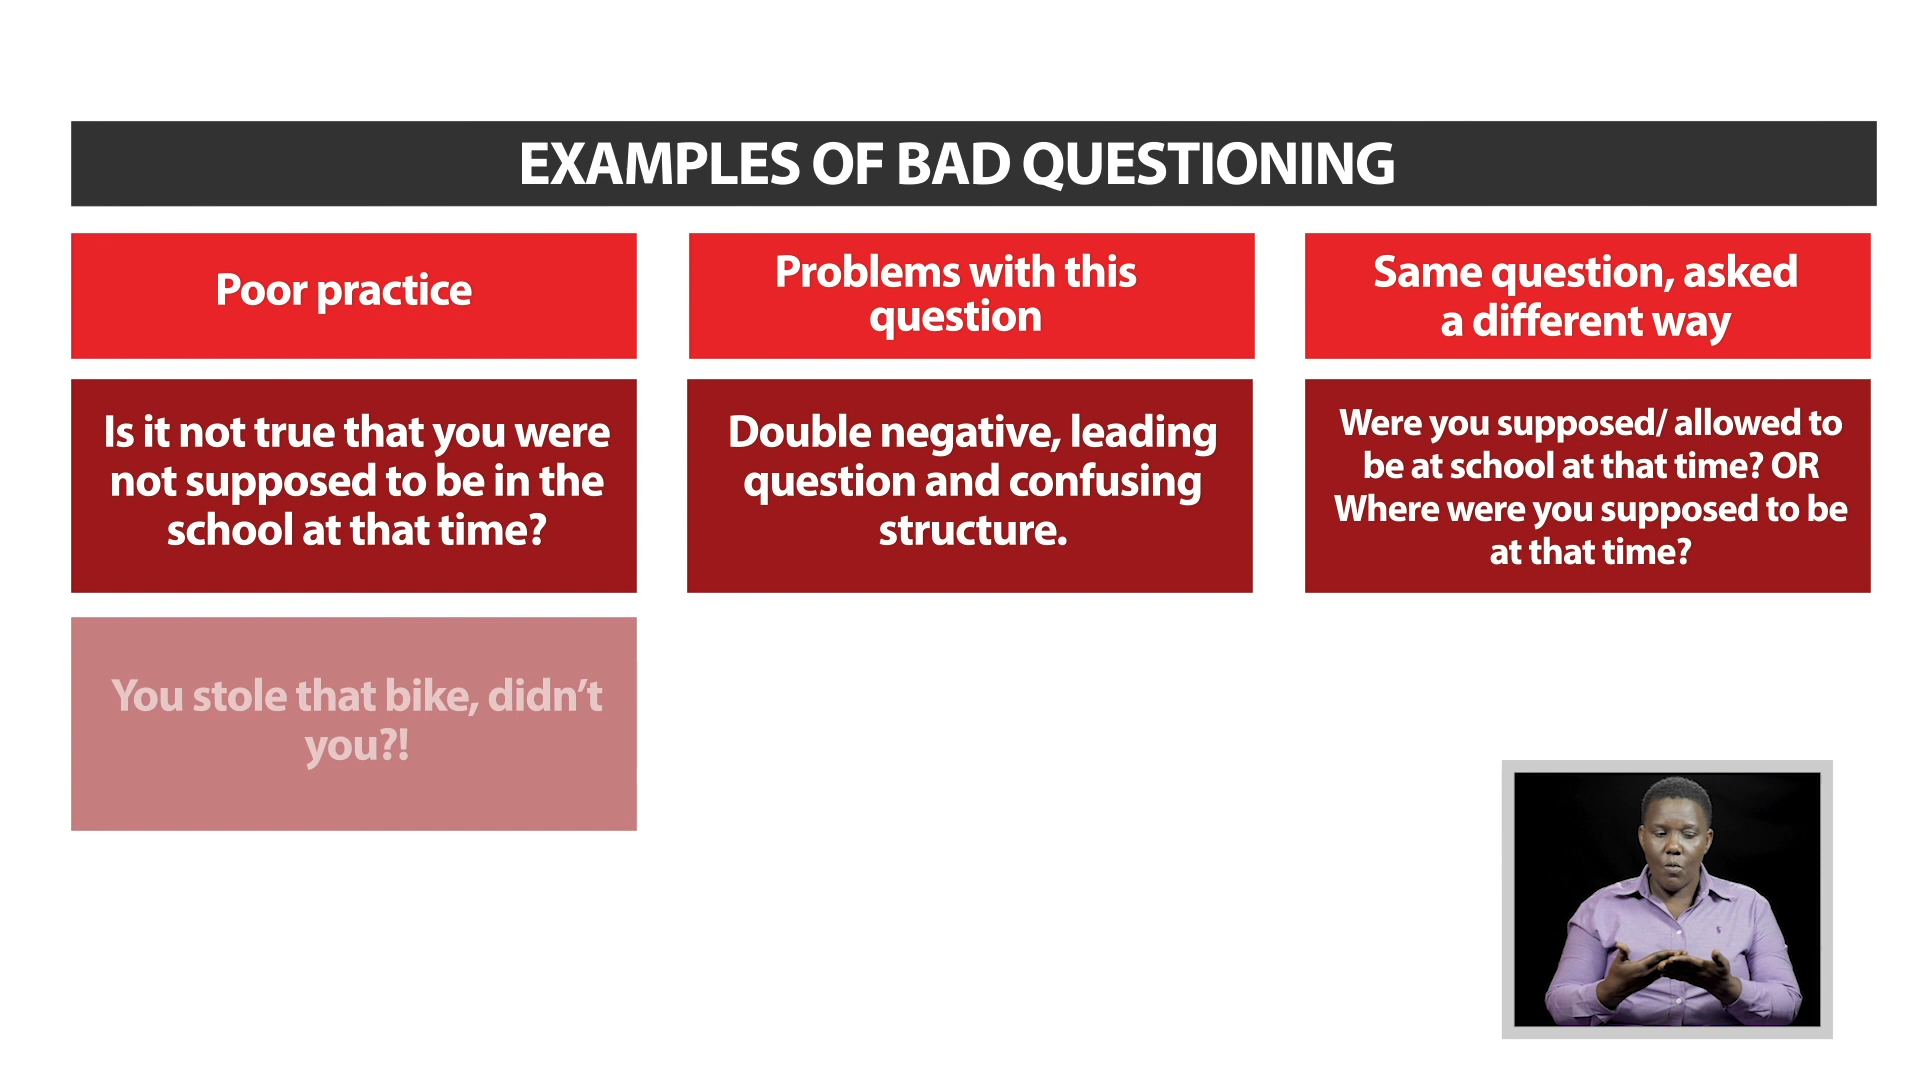 EXAMPLES OF BAD QUESTIONING
Poor practice
Problems with this
question
Same question, asked
a different way
Is it not true that you were
not supposed to be in the
school at that time?
Double negative, leading
question and confusing
structure.
Were you supposed/ allowed to
be at school at that time? OR
Where were you supposed to be
at that time?
You stole that bike, didn’t
you?!